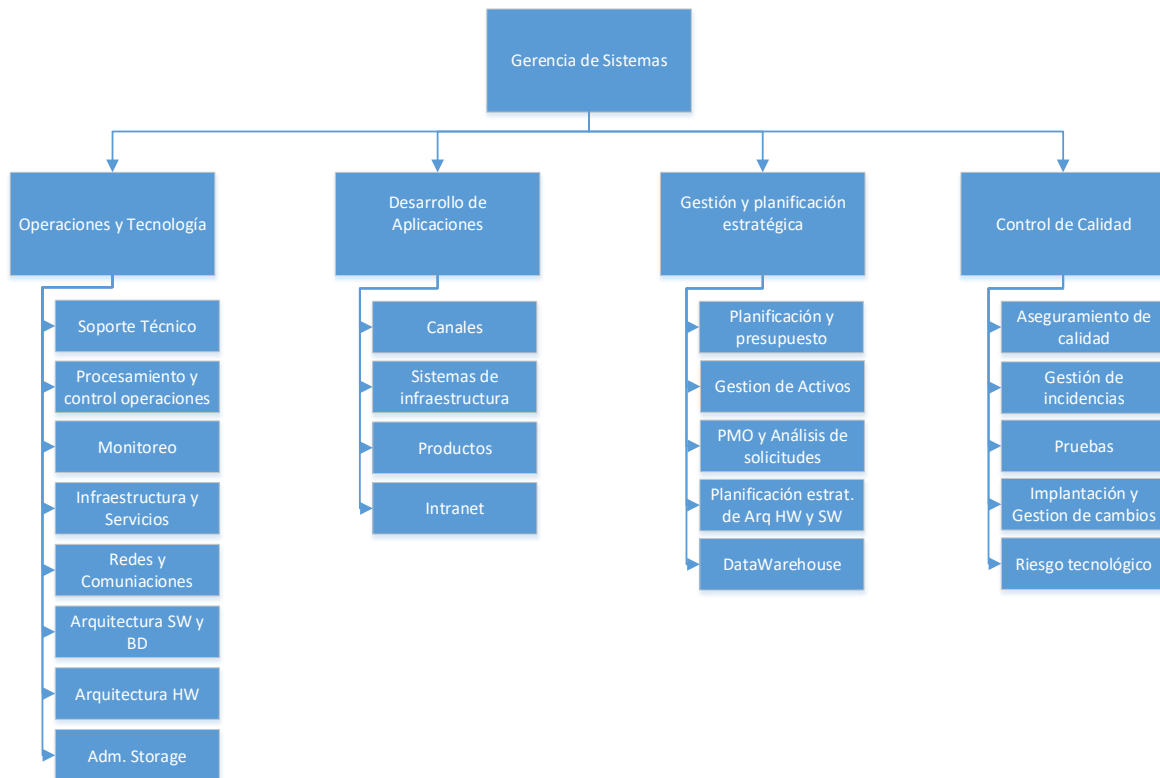 Gerencia de Sistemas
Operaciones y Tecnología
Soporte Técnico
Procesamiento y
control operaciones
Monitoreo
Infraestructura y
Servicios
Redes y
Comuniaciones
Arquitectura SW y
BD
Arquitectura HW
Adm. Storage
Desarrollo de
Aplicaciones
Canales
Sistemas de
infraestructura
Productos
Intranet
Gestión y planificación
estratégica
Planificación y
presupuesto
Gestion de Activos
PMO y Análisis de
solicitudes
Planificación estrat.
de Arq HW y SW
DataWarehouse
Control de Calidad
Aseguramiento de
calidad
Gestión de
incidencias
Pruebas
Implantación y
Gestion de cambios
Riesgo tecnológico